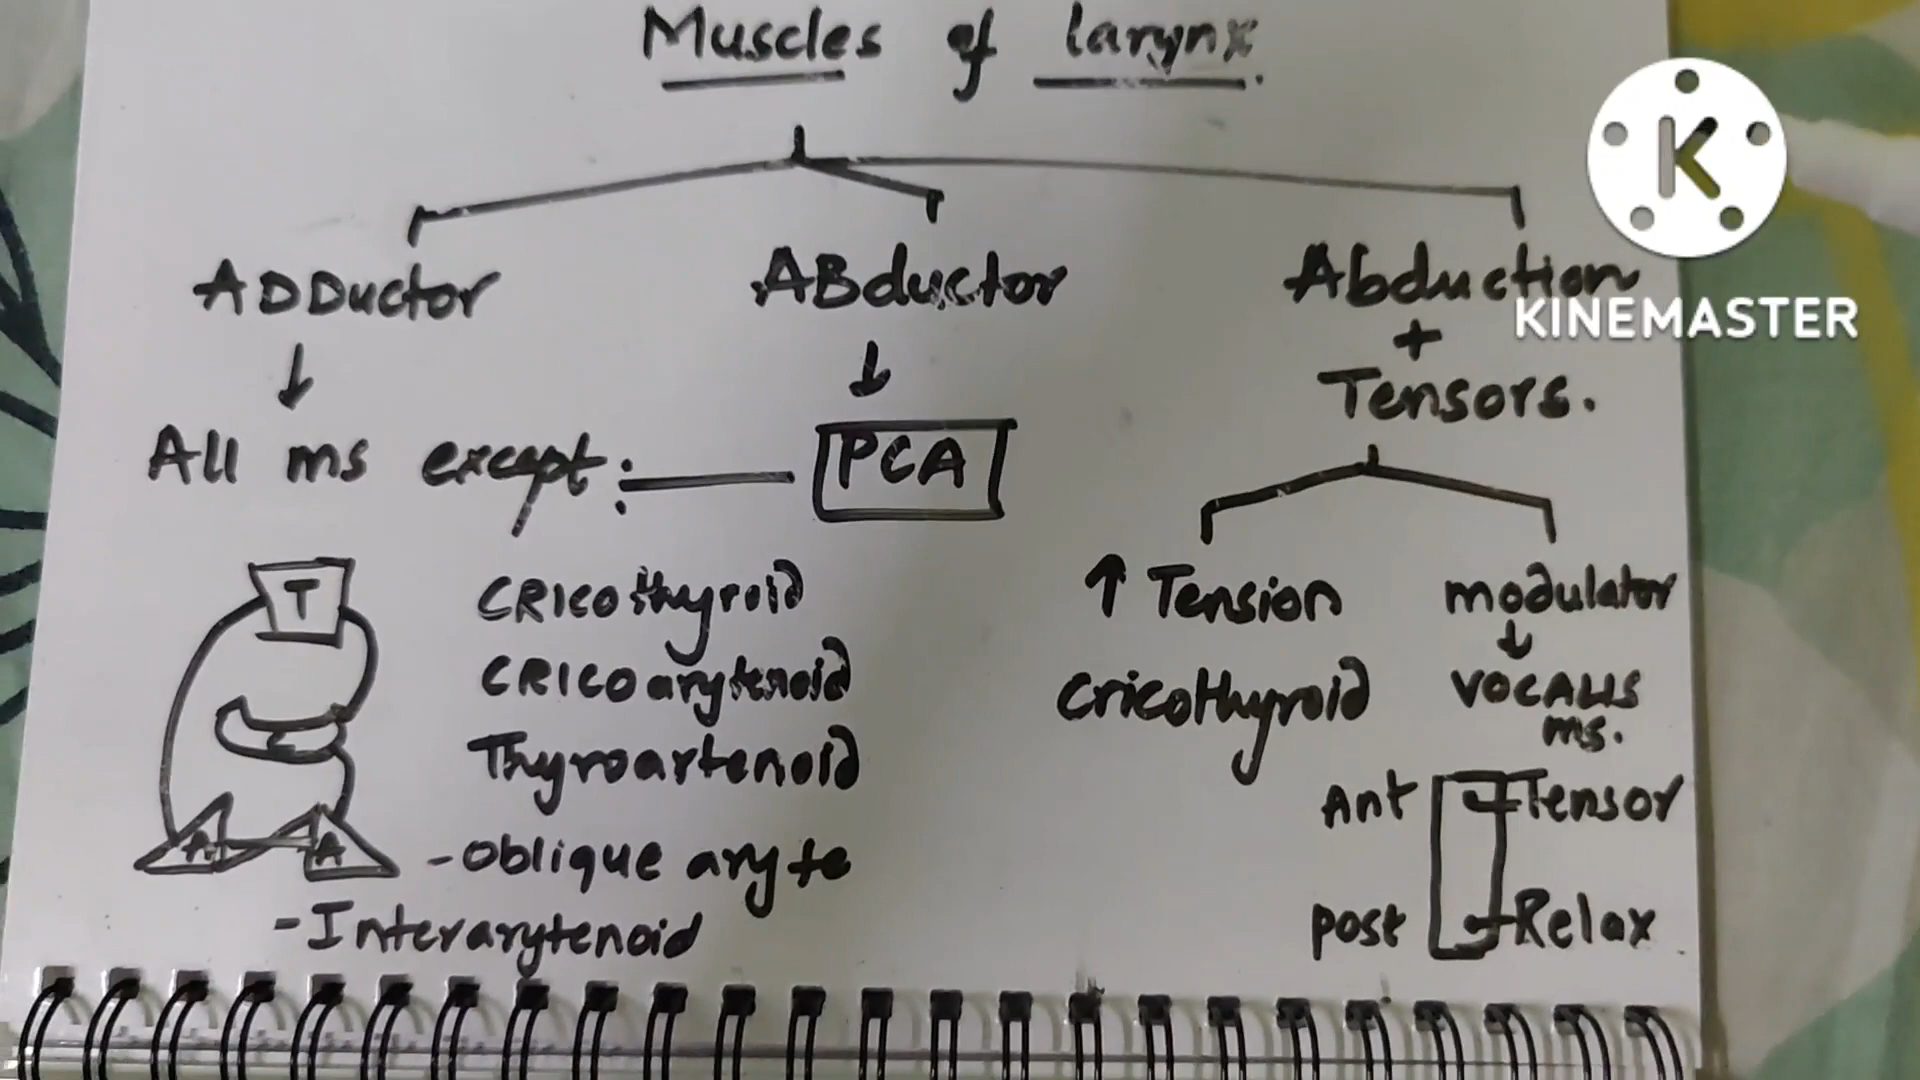 Muscles of larynx.
ADDuctor
ABductor
Abduction
+
Tensors.
All ms except:
PCA
T
A
A
CRICOthyroid
CRICOarytenoid
Thyroartenoid
-Oblique aryte
-Interarytenoid
↑ Tension
Cricothyroid
modulator
VOCALIS
ms.
Ant
Tensor
post
Relax
K
KINEMASTER